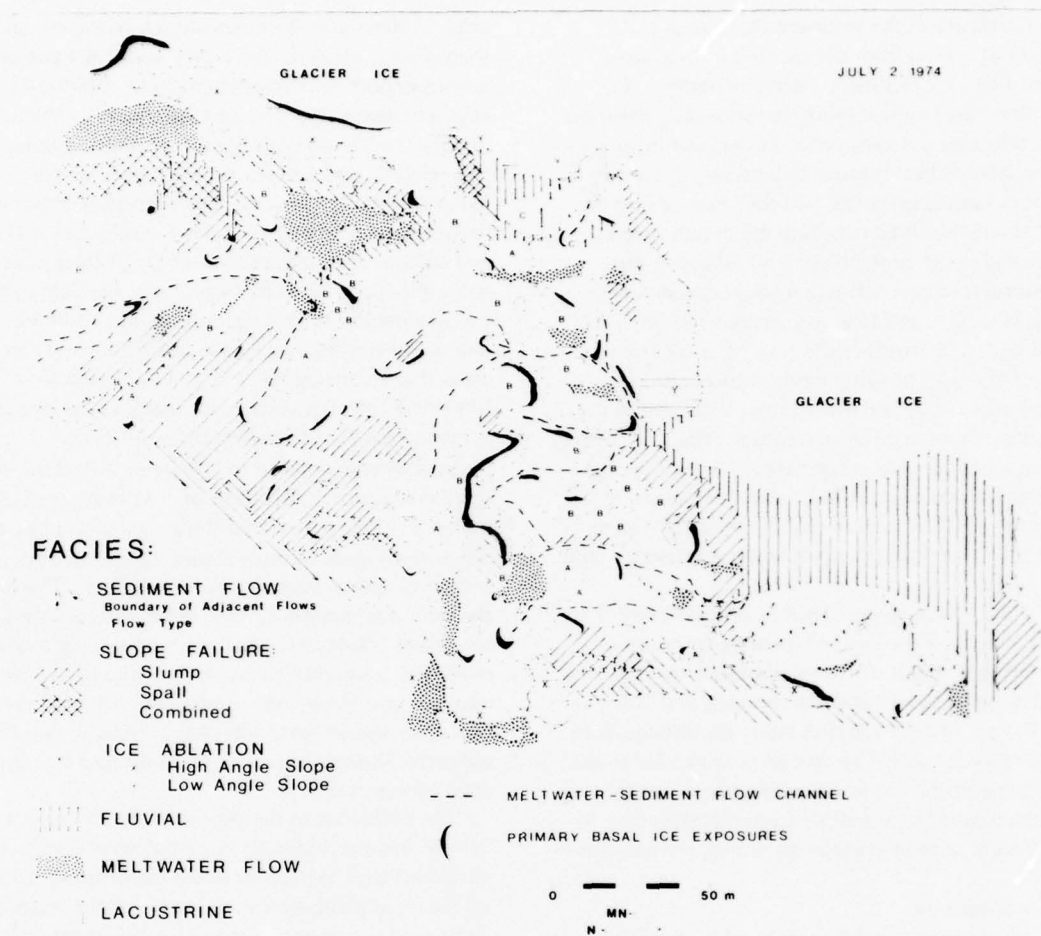 GLACIER ICE
JULY 2, 1974
GLACIER ICE
FACIES:
SEDIMENT FLOW
Boundary of Adjacent Flows
Flow Type
SLOPE FAILURE:
Slump
Spall
Combined
ICE ABLATION
High Angle Slope
Low Angle Slope
FLUVIAL
MELTWATER FLOW
LACUSTRINE
MELTWATER-SEDIMENT FLOW CHANNEL
PRIMARY BASAL ICE EXPOSURES
0 50 m
MN
N